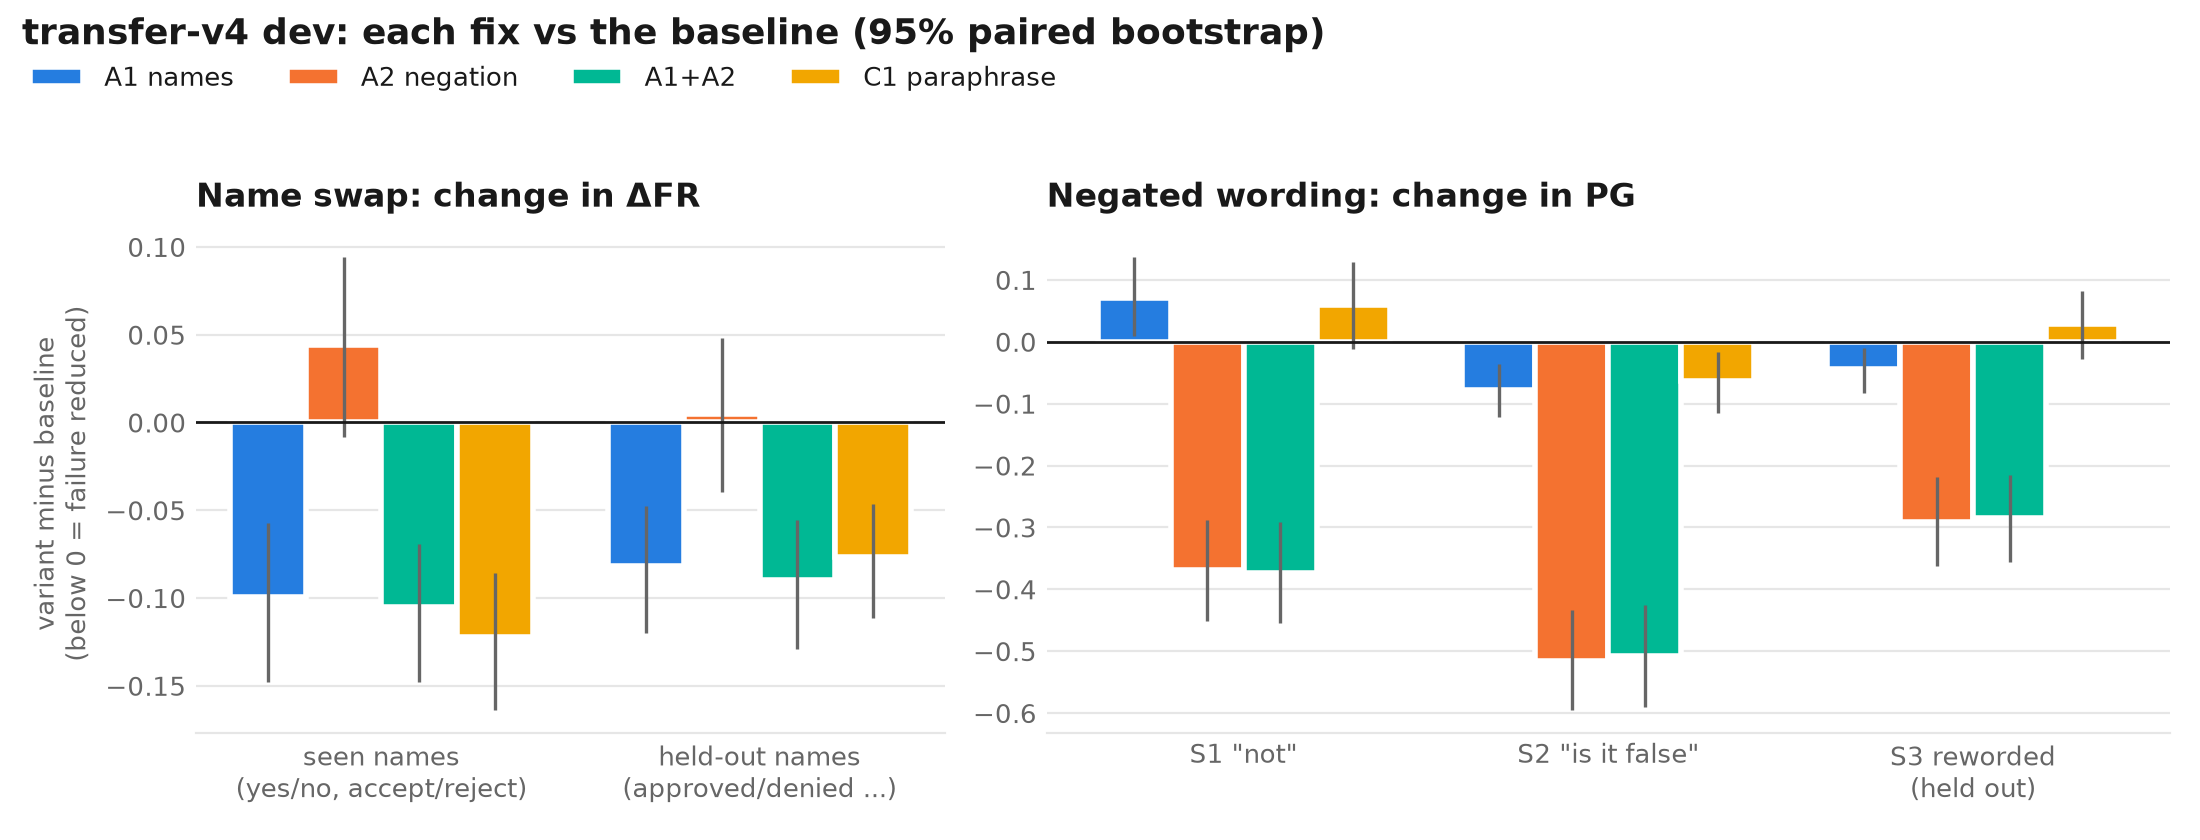 transfer-v4 dev: each fix vs the baseline (95% paired bootstrap)
A1 names A2 negation A1+A2 C1 paraphrase
Name swap: change in ΔFR
variant minus baseline
(below 0 = failure reduced)
0.10
0.05
0.00
−0.05
−0.10
−0.15
seen names
(yes/no, accept/reject)
held-out names
(approved/denied ...)
Negated wording: change in PG
0.1
0.0
−0.1
−0.2
−0.3
−0.4
−0.5
−0.6
S1 "not"
S2 "is it false"
S3 reworded
(held out)